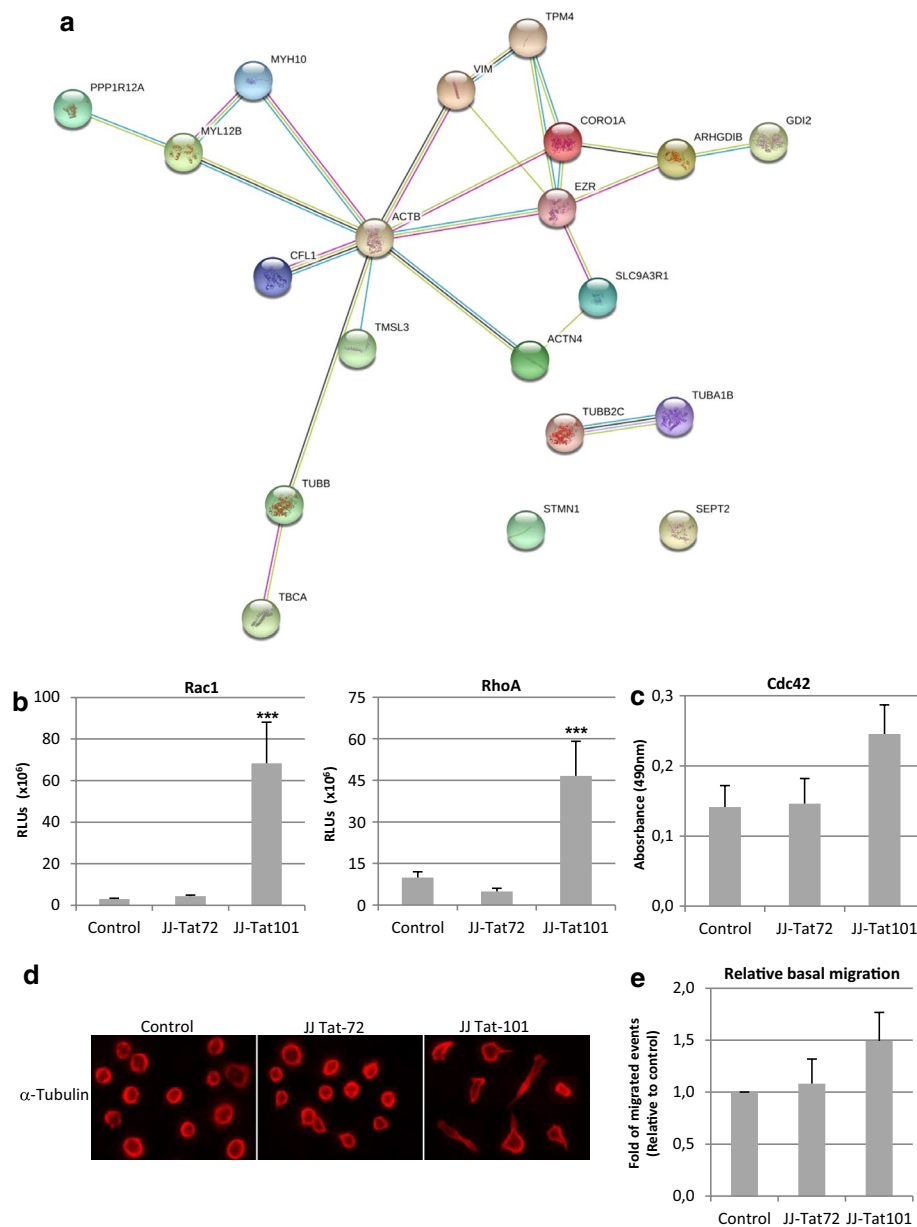 a
TPM4
MYH10
VIM
PPP1R12A
CORO1A
ARHGDIB
GDI2
MYL12B
EZR
ACTB
CFL1
SLC9A3R1
TMSL3
ACTN4
TUBB2C
TUBA1B
TUBB
STMN1
SEPT2
TBCA
b
Rac1
RLUs (x10⁶)
100
80
60
40
20
0
***
Control JJ-Tat72 JJ-Tat101
RhoA
RLUs (x10⁶)
75
60
45
30
15
0
***
Control JJ-Tat72 JJ-Tat101
c
Cdc42
Abosrbance (490nm)
0,3
0,2
0,1
0,0
Control JJ-Tat72 JJ-Tat101
d
Control JJ Tat-72 JJ Tat-101
α-Tubulin
e
Relative basal migration
Fold of migrated events
(Relative to control)
2,0
1,5
1,0
0,5
0,0
Control JJ-Tat72 JJ-Tat101